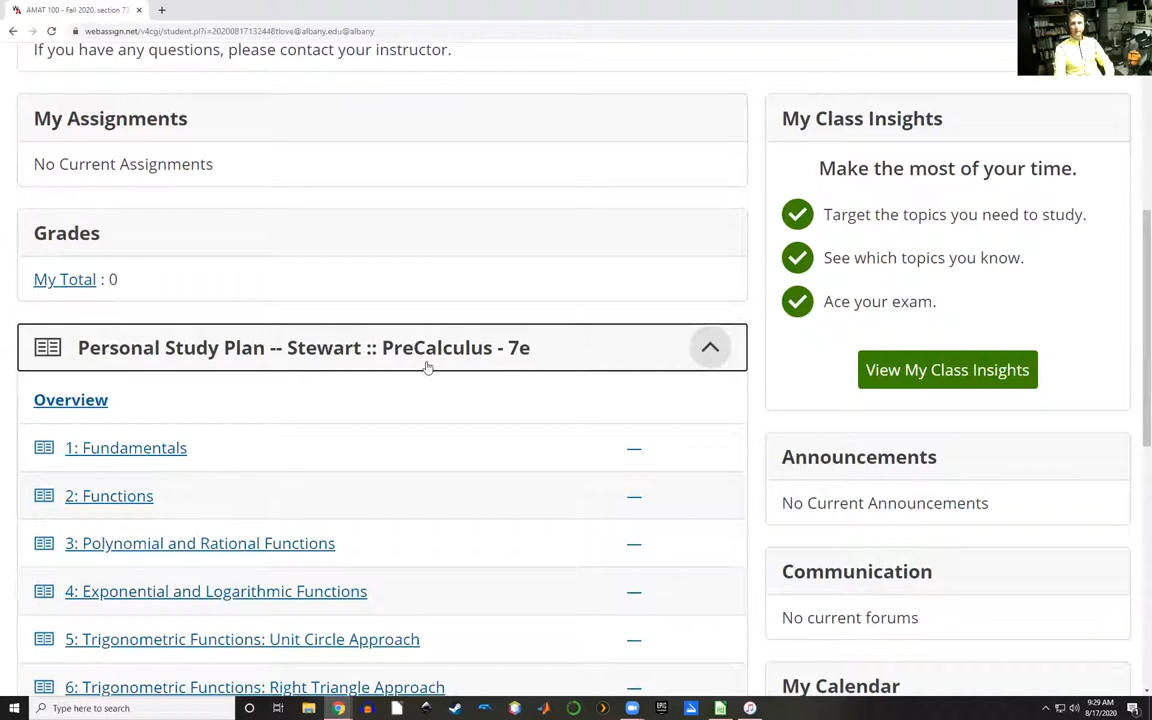 AMAT 100 - Fall 2020, section 73
webassign.net/v4cgi/student.pl?i=20200817132448tlove@albany.edu@albany
If you have any questions, please contact your instructor.
My Assignments
No Current Assignments
Grades
My Total : 0
Personal Study Plan -- Stewart :: PreCalculus - 7e
Overview
1: Fundamentals —
2: Functions —
3: Polynomial and Rational Functions —
4: Exponential and Logarithmic Functions —
5: Trigonometric Functions: Unit Circle Approach —
6: Trigonometric Functions: Right Triangle Approach —
My Class Insights
Make the most of your time.
Target the topics you need to study.
See which topics you know.
Ace your exam.
View My Class Insights
Announcements
No Current Announcements
Communication
No current forums
My Calendar
Type here to search
EPIC
9:29 AM
8/17/2020